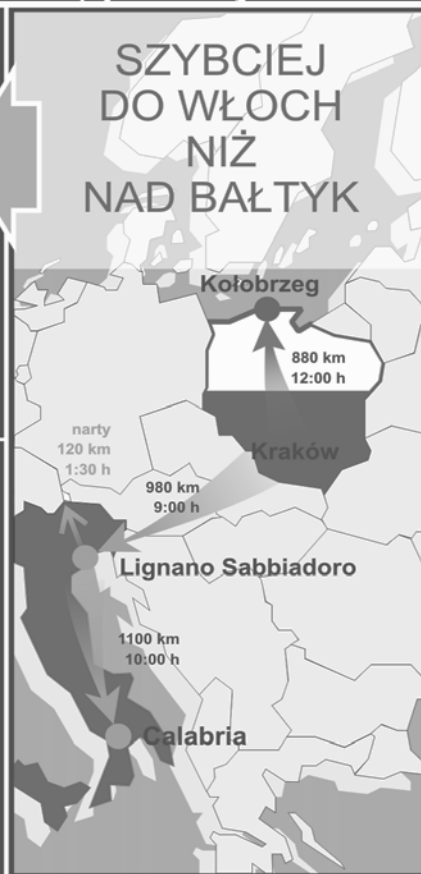 SZYBCIEJ
DO WŁOCH
NIŻ
NAD BAŁTYK
Kołobrzeg
880 km
12:00 h
narty
120 km
1:30 h
Kraków
980 km
9:00 h
Lignano Sabbiadoro
1100 km
10:00 h
Calabria